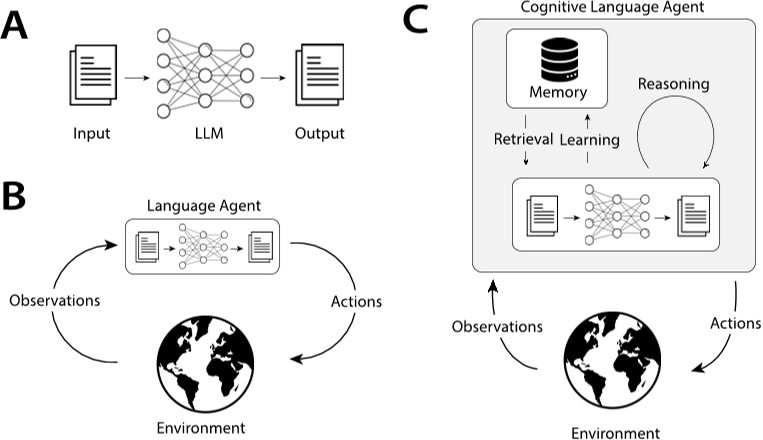 A
Input
LLM
Output
B
Language Agent
Observations
Actions
Environment
C
Cognitive Language Agent
Memory
Reasoning
Retrieval
Learning
Observations
Actions
Environment